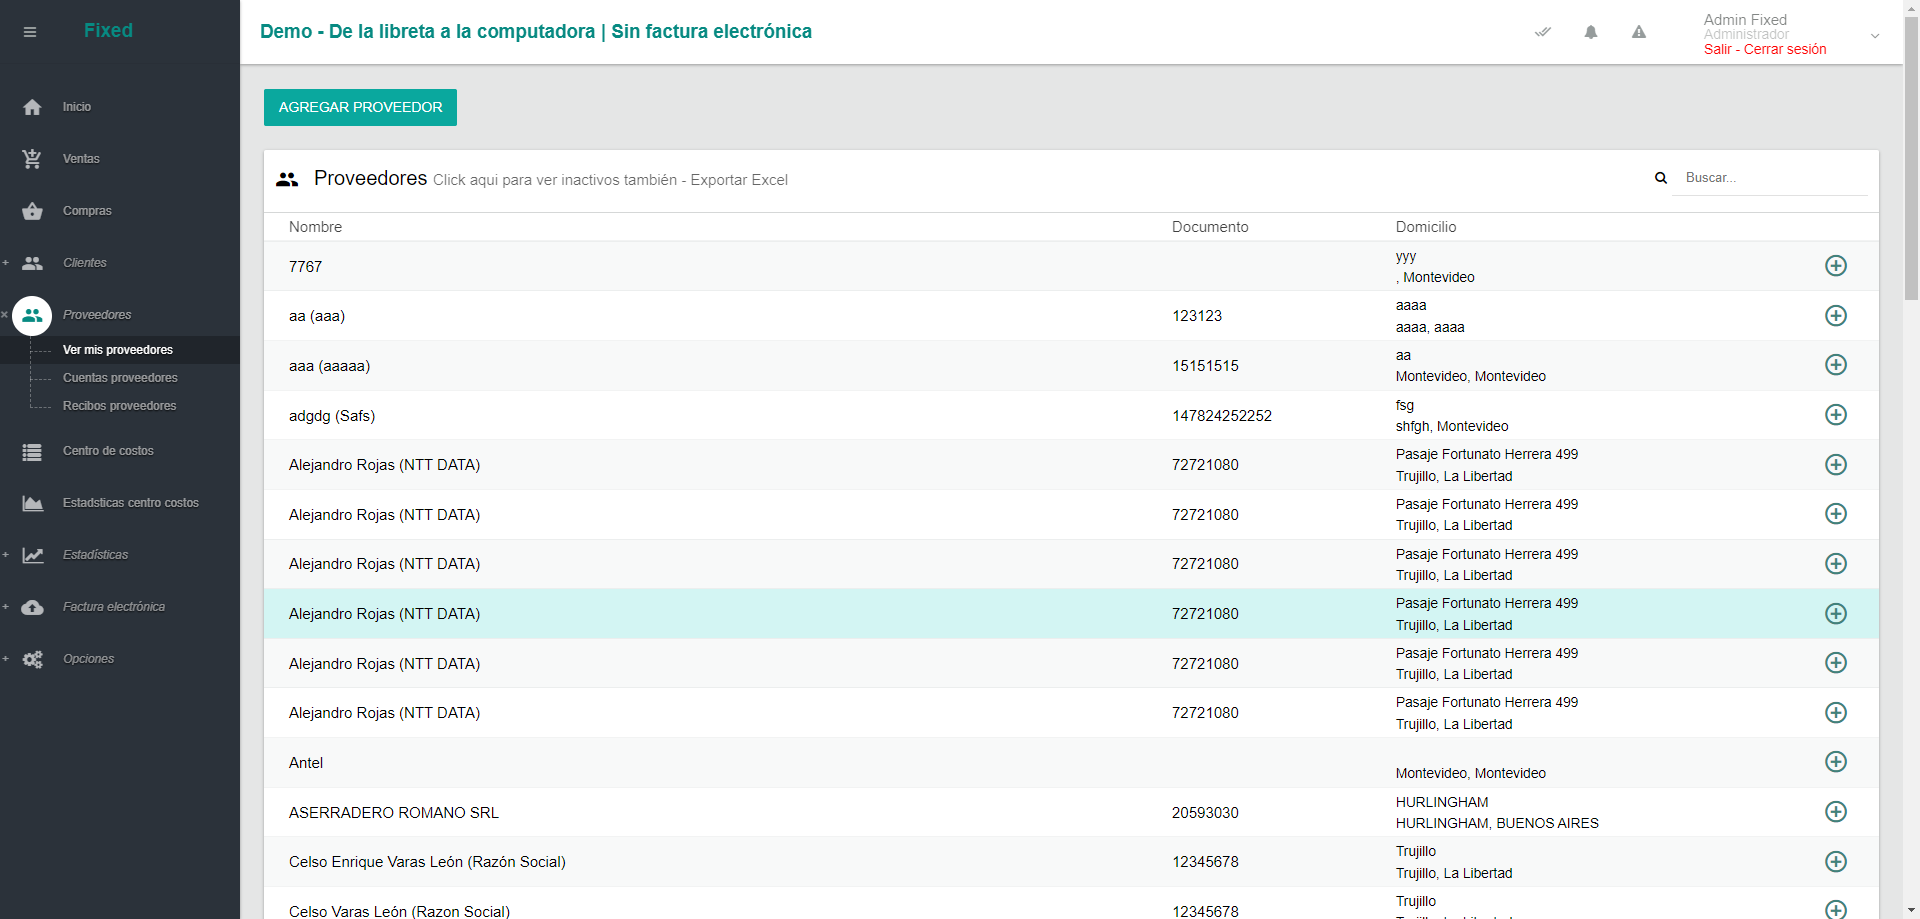 Fixed
Demo - De la libreta a la computadora | Sin factura electrónica
Admin Fixed
Administrador
Salir - Cerrar sesión
Inicio
Ventas
Compras
+ Clientes
× Proveedores
Ver mis proveedores
Cuentas proveedores
Recibos proveedores
Centro de costos
Estadsticas centro costos
+ Estadísticas
+ Factura electrónica
+ Opciones
AGREGAR PROVEEDOR
Proveedores Click aqui para ver inactivos también - Exportar Excel
Buscar...
Nombre Documento Domicilio
7767 yyy
, Montevideo
aa (aaa) 123123 aaaa
aaaa, aaaa
aaa (aaaaa) 15151515 aa
Montevideo, Montevideo
adgdg (Safs) 147824252252 fsg
shfgh, Montevideo
Alejandro Rojas (NTT DATA) 72721080 Pasaje Fortunato Herrera 499
Trujillo, La Libertad
Alejandro Rojas (NTT DATA) 72721080 Pasaje Fortunato Herrera 499
Trujillo, La Libertad
Alejandro Rojas (NTT DATA) 72721080 Pasaje Fortunato Herrera 499
Trujillo, La Libertad
Alejandro Rojas (NTT DATA) 72721080 Pasaje Fortunato Herrera 499
Trujillo, La Libertad
Alejandro Rojas (NTT DATA) 72721080 Pasaje Fortunato Herrera 499
Trujillo, La Libertad
Alejandro Rojas (NTT DATA) 72721080 Pasaje Fortunato Herrera 499
Trujillo, La Libertad
Antel
Montevideo, Montevideo
ASERRADERO ROMANO SRL 20593030 HURLINGHAM
HURLINGHAM, BUENOS AIRES
Celso Enrique Varas León (Razón Social) 12345678 Trujillo
Trujillo, La Libertad
Celso Varas León (Razon Social) 12345678 Trujillo